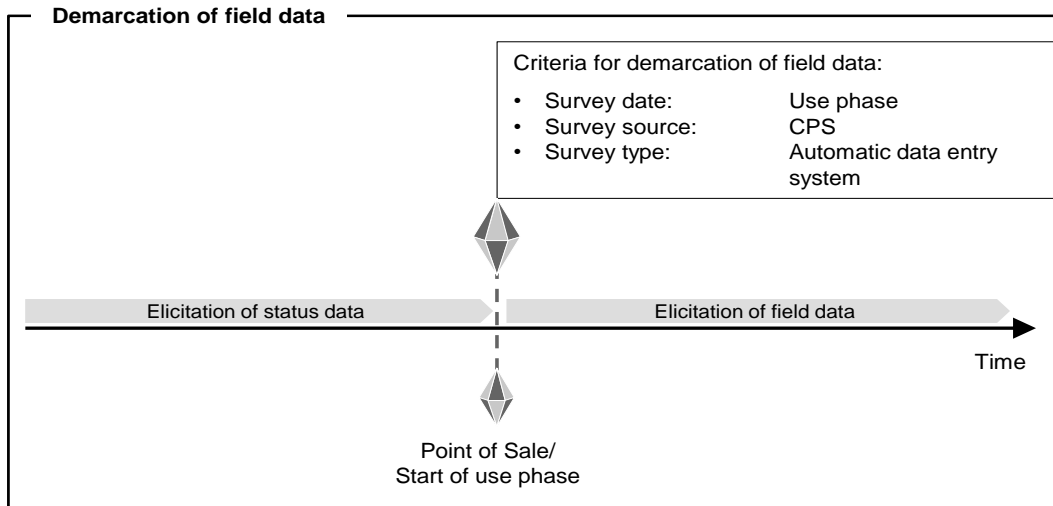 Demarcation of field data
Criteria for demarcation of field data:
• Survey date: Use phase
• Survey source: CPS
• Survey type: Automatic data entry
system
Elicitation of status data
Elicitation of field data
Time
Point of Sale/
Start of use phase